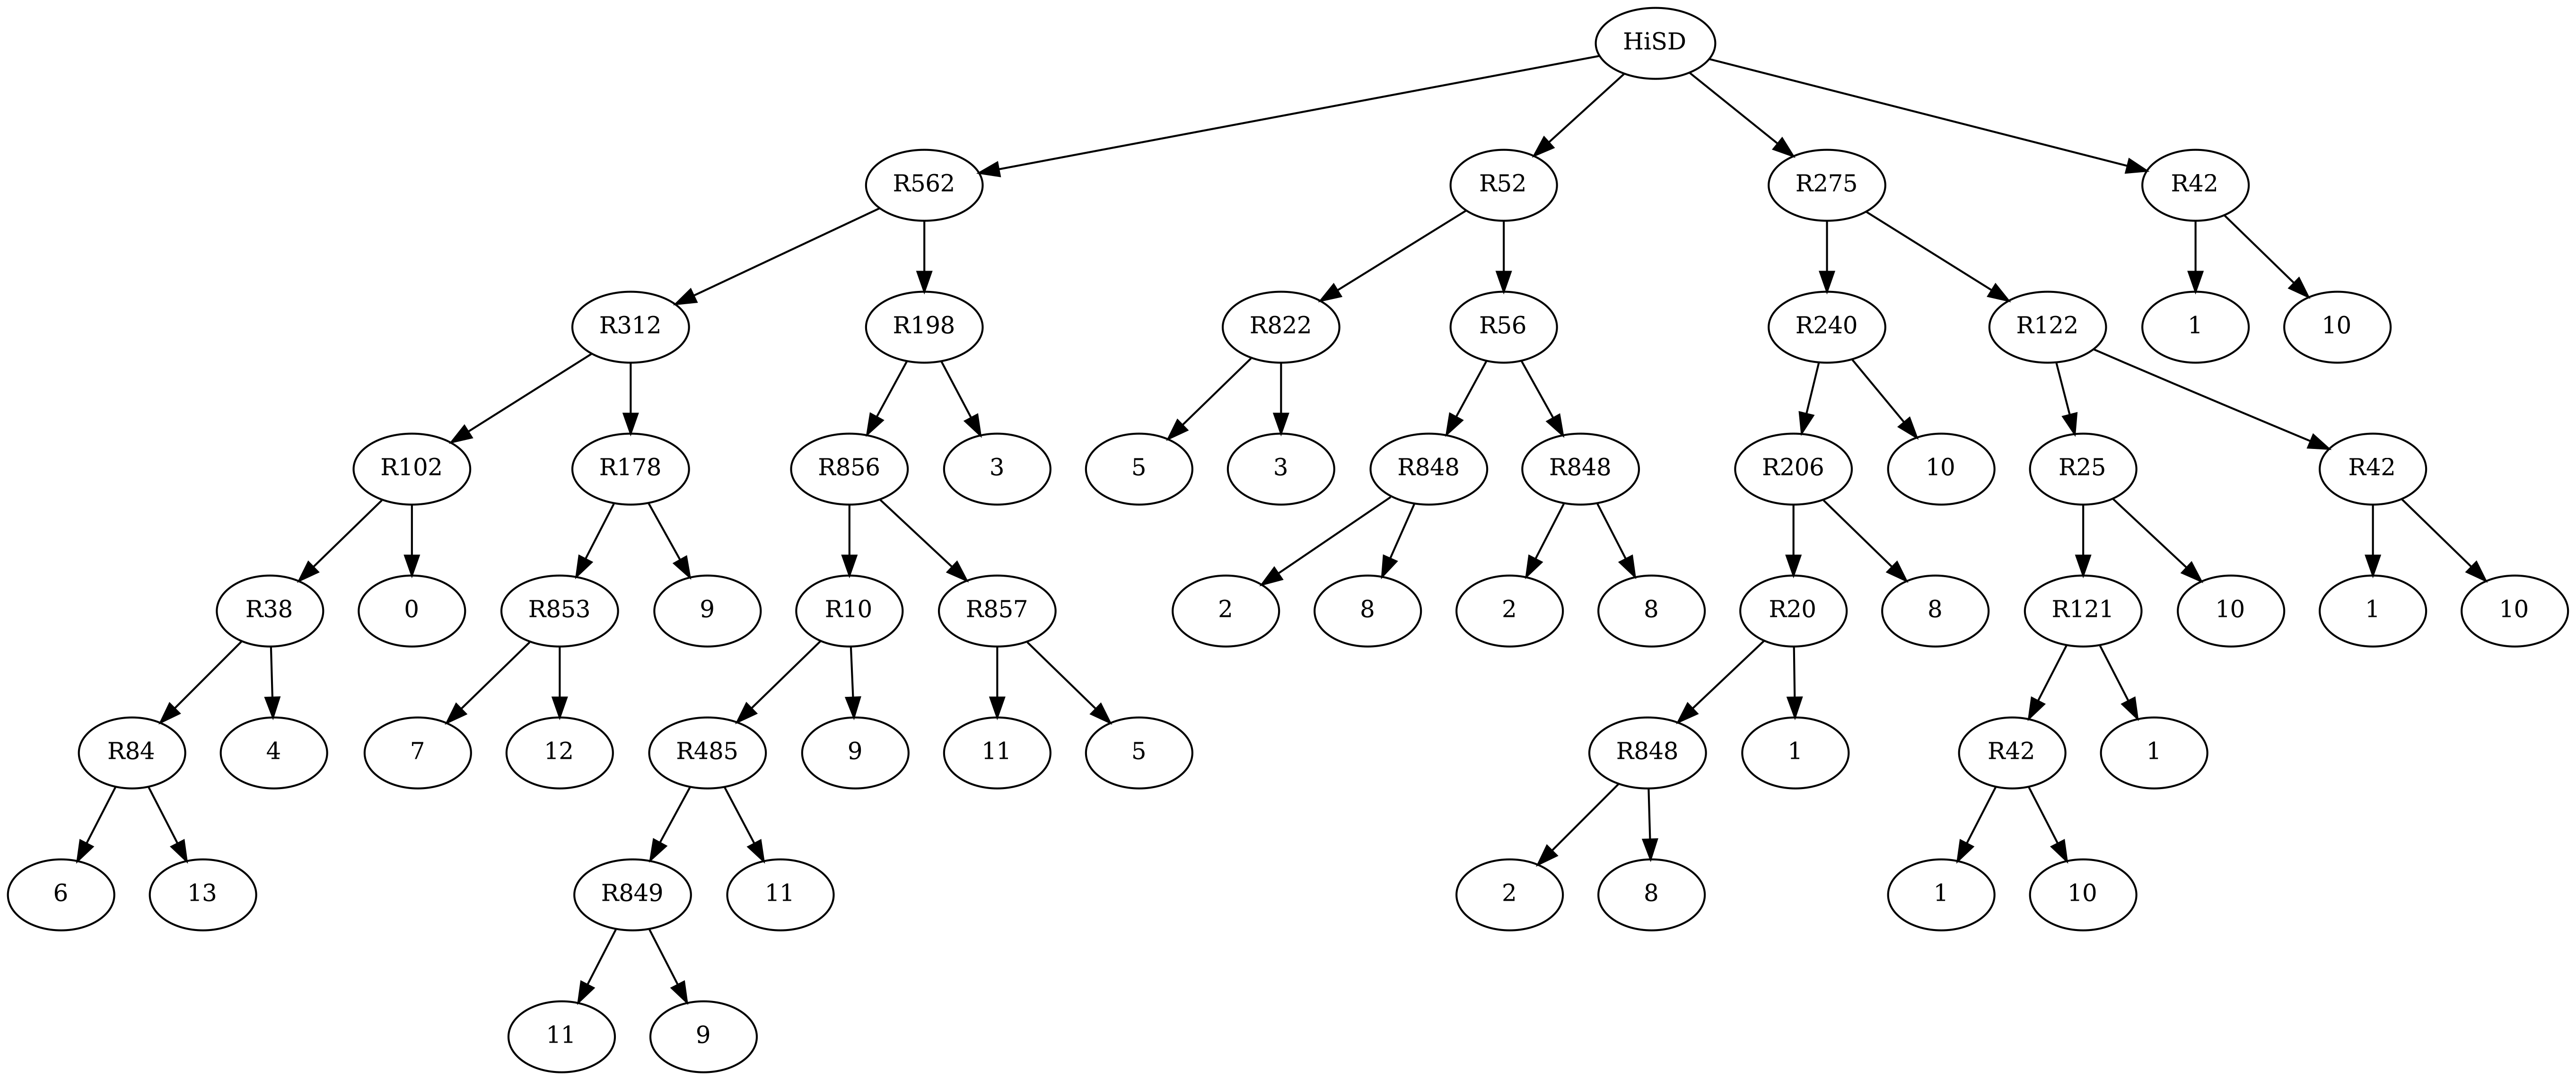 HiSD
R562 R52 R275 R42
R312 R198 R822 R56 R240 R122 1 10
R102 R178 R856 3 5 3 R848 R848 R206 10 R25 R42
R38 0 R853 9 R10 R857 2 8 2 8 R20 8 R121 10 1 10
R84 4 7 12 R485 9 11 5 R848 1 R42 1
6 13 R849 11 2 8 1 10
11 9